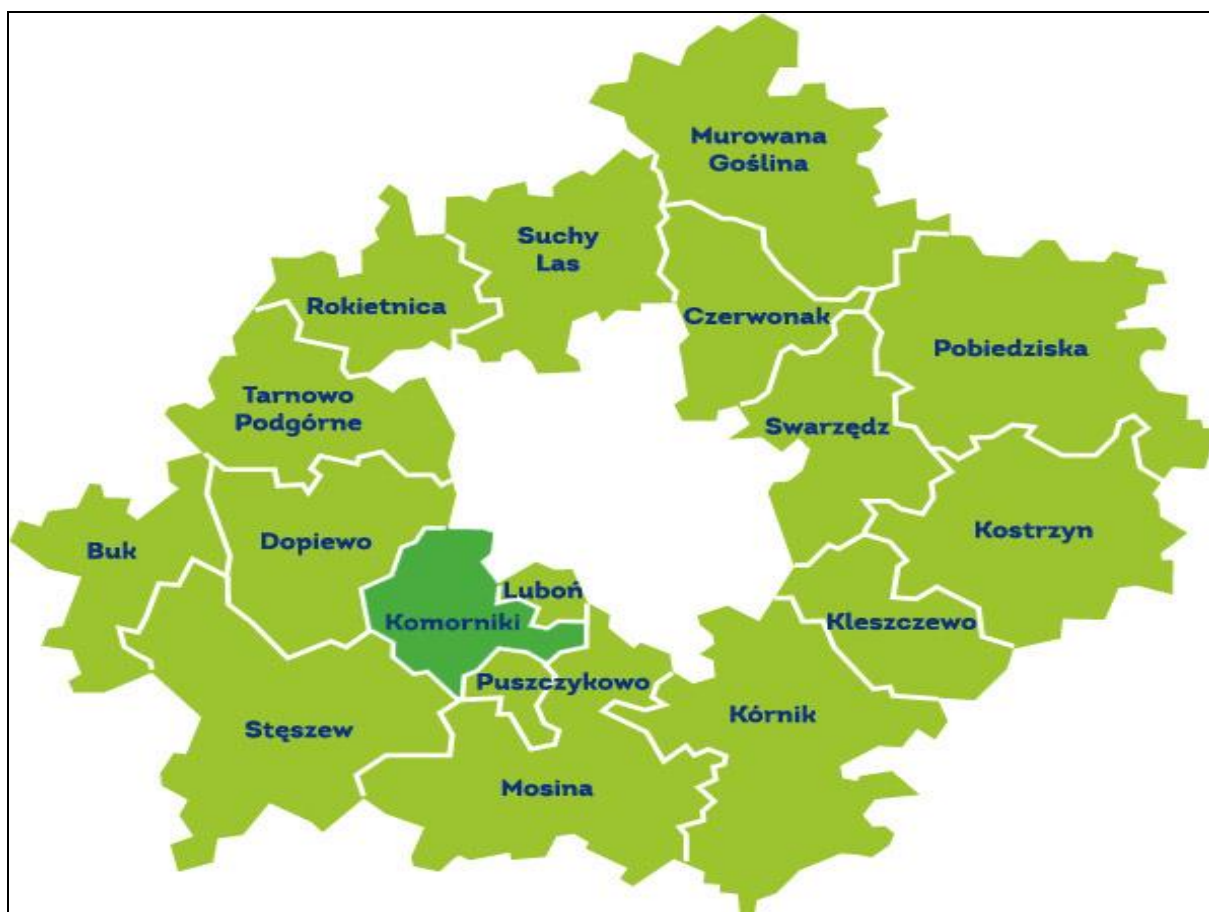 Murowana
Goślina
Suchy
Las
Rokietnica
Czerwonak
Pobiedziska
Tarnowo
Podgórne
Swarzędz
Buk
Dopiewo
Kostrzyn
Luboń
Komorniki
Kleszczewo
Puszczykowo
Stęszew
Kórnik
Mosina